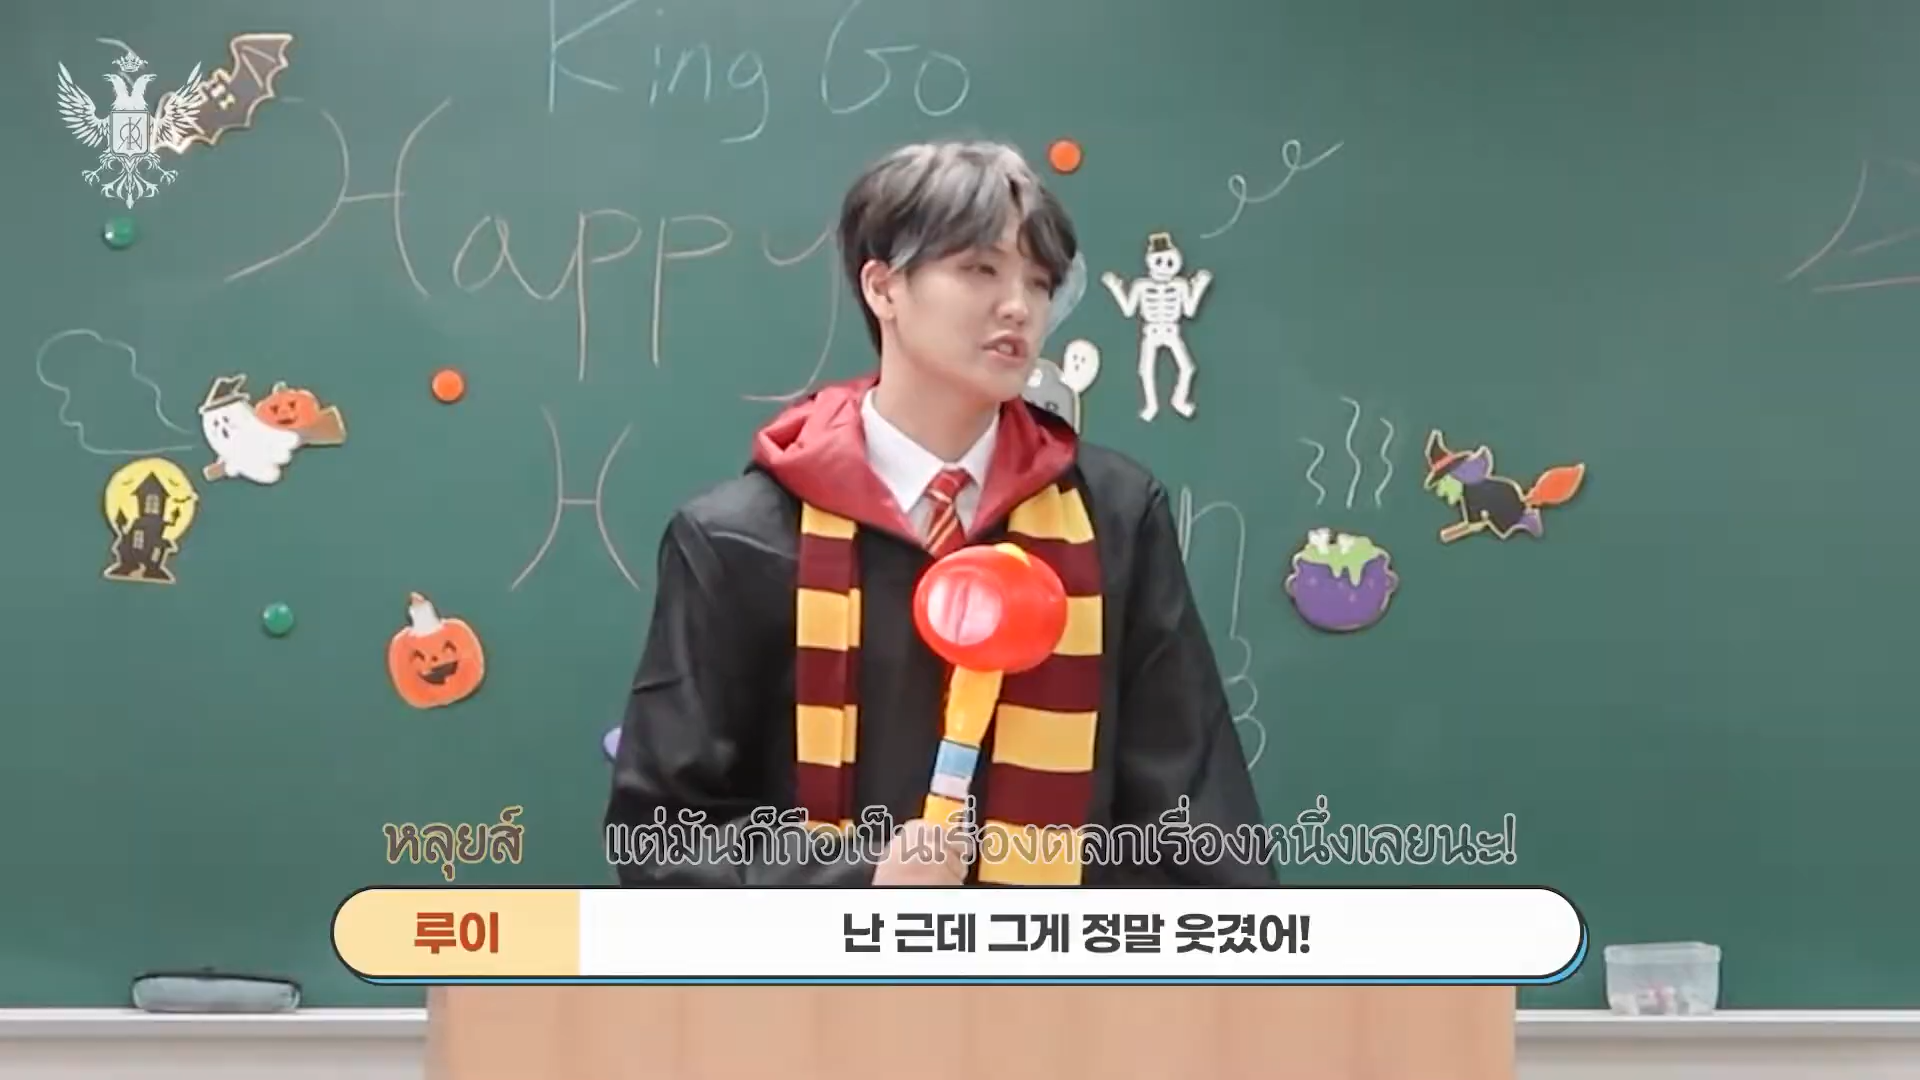 King Go
Happy
H n
หลุยส์ แต่มันก็ถือเป็นเรื่องตลกเรื่องหนึ่งเลยนะ!
루이 난 근데 그게 정말 웃겼어!